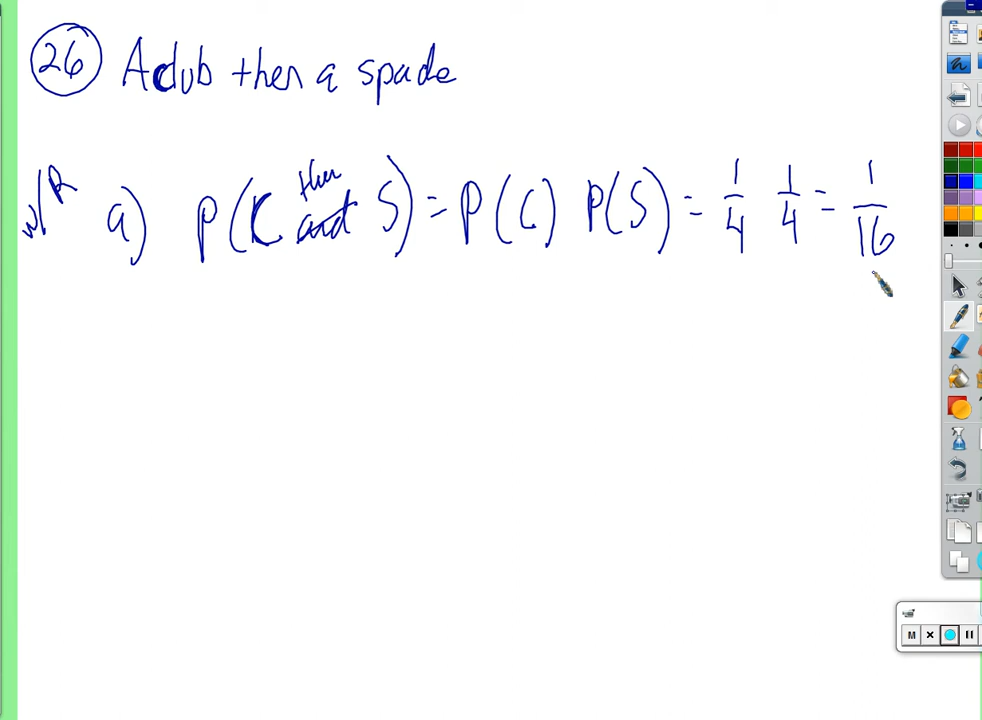 26 A club then a spade
w/R a) P(C then and S) = P(C) P(S) = 1/4 1/4 = 1/16
M